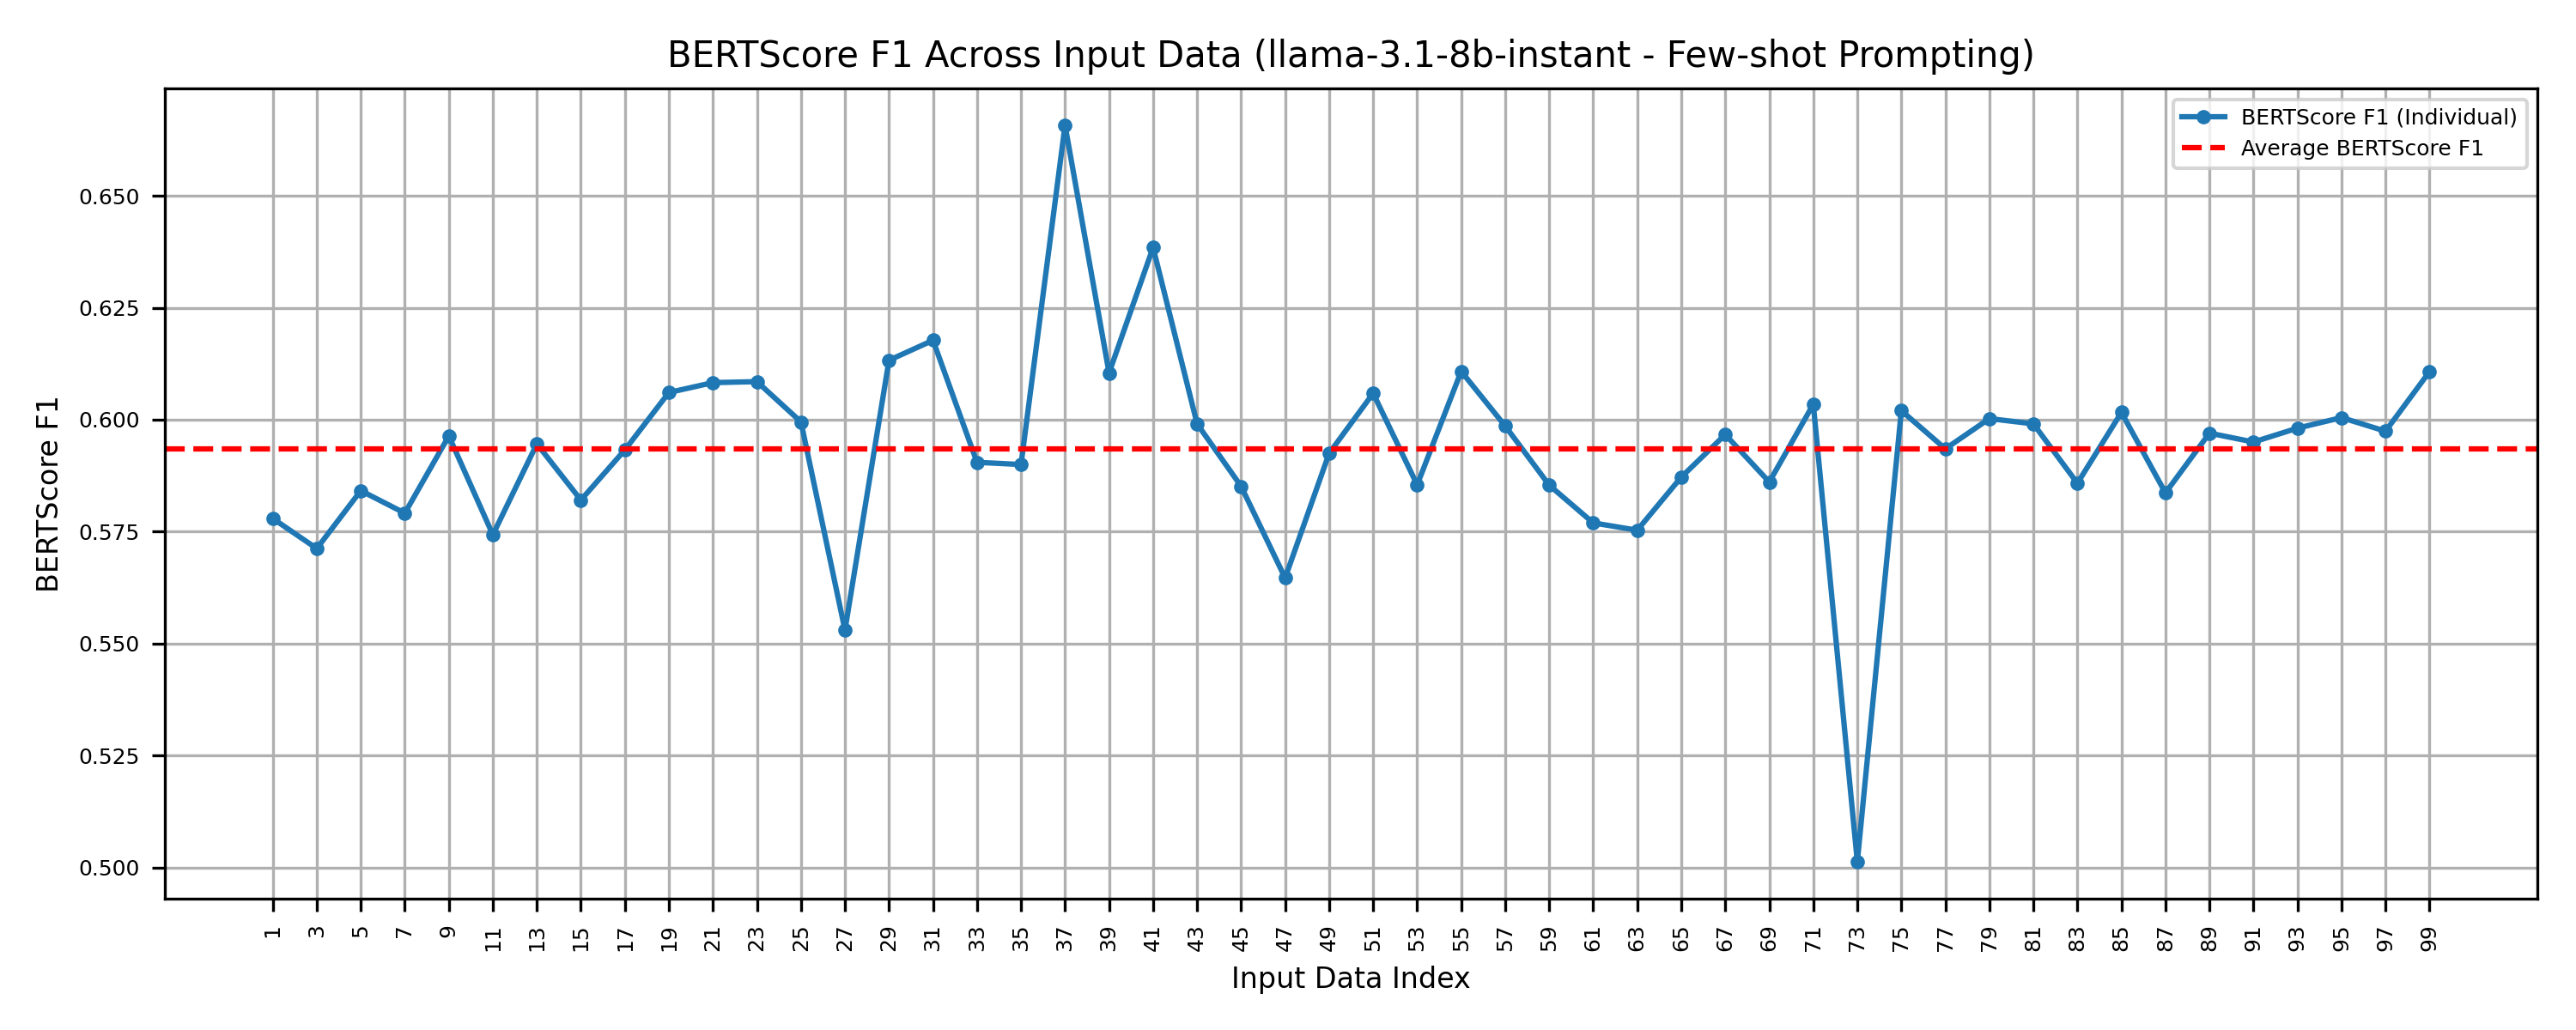 BERTScore F1 Across Input Data (llama-3.1-8b-instant - Few-shot Prompting)
BERTScore F1 (Individual)
Average BERTScore F1
BERTScore F1
0.650
0.625
0.600
0.575
0.550
0.525
0.500
1 3 5 7 9 11 13 15 17 19 21 23 25 27 29 31 33 35 37 39 41 43 45 47 49 51 53 55 57 59 61 63 65 67 69 71 73 75 77 79 81 83 85 87 89 91 93 95 97 99
Input Data Index